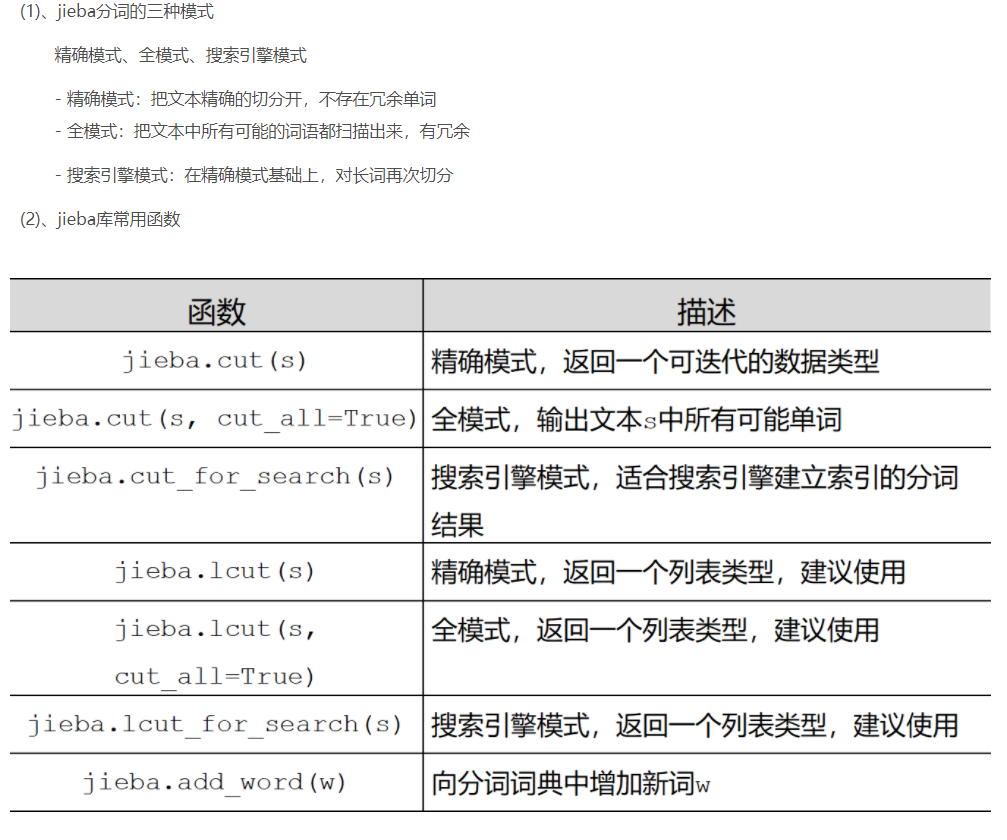 (1)、jieba分词的三种模式
精确模式、全模式、搜索引擎模式
- 精确模式：把文本精确的切分开，不存在冗余单词
- 全模式：把文本中所有可能的词语都扫描出来，有冗余
- 搜索引擎模式：在精确模式基础上，对长词再次切分
(2)、jieba库常用函数
函数 描述
jieba.cut(s) 精确模式，返回一个可迭代的数据类型
jieba.cut(s, cut_all=True) 全模式，输出文本s中所有可能单词
jieba.cut_for_search(s) 搜索引擎模式，适合搜索引擎建立索引的分词
结果
jieba.lcut(s) 精确模式，返回一个列表类型，建议使用
jieba.lcut(s, 全模式，返回一个列表类型，建议使用
cut_all=True)
jieba.lcut_for_search(s) 搜索引擎模式，返回一个列表类型，建议使用
jieba.add_word(w) 向分词词典中增加新词w